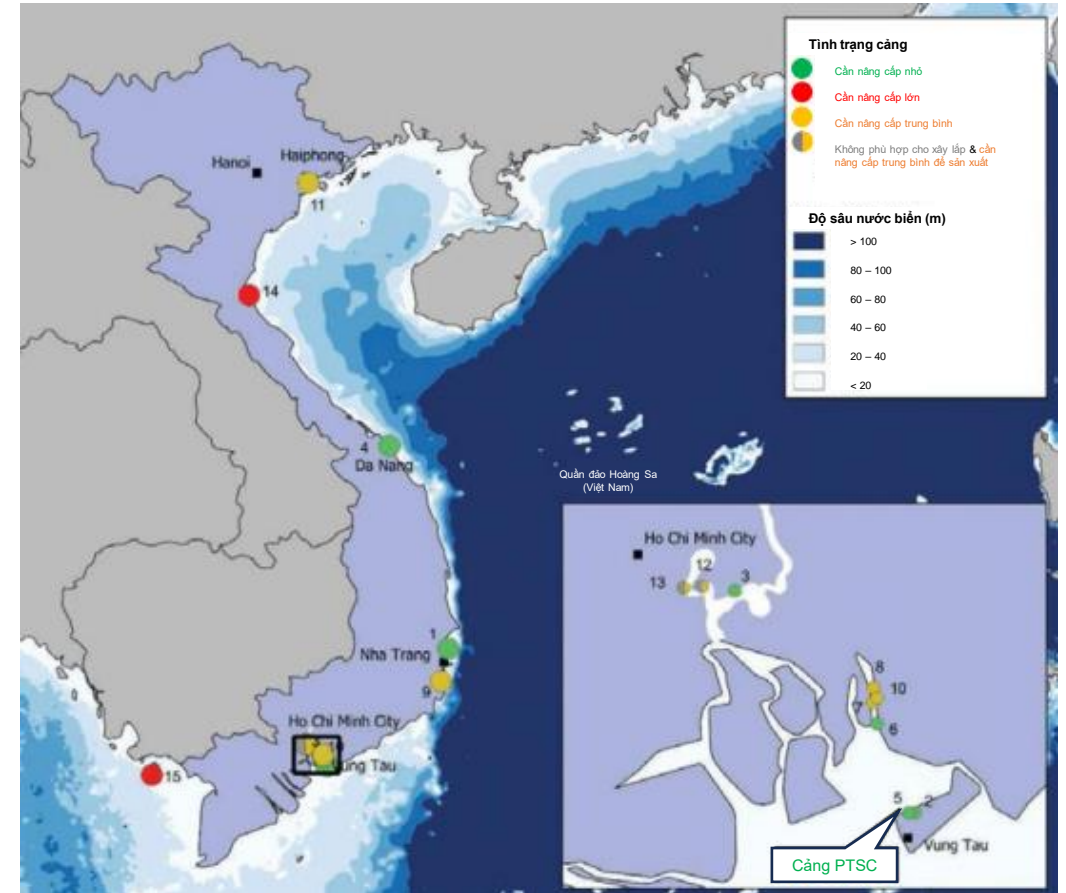 Tình trạng cảng
Cần nâng cấp nhỏ
Cần nâng cấp lớn
Cần nâng cấp trung bình
Không phù hợp cho xây lắp & cần
nâng cấp trung bình để sản xuất
Độ sâu nước biển (m)
> 100
80 – 100
60 – 80
40 – 60
20 – 40
< 20
Hanoi
Haiphong
11
14
4
Da Nang
Quần đảo Hoàng Sa
(Việt Nam)
1
Nha Trang
9
Ho Chi Minh City
ung Tau
15
Ho Chi Minh City
12
13
3
8
10
7
6
5
2
Vung Tau
Cảng PTSC